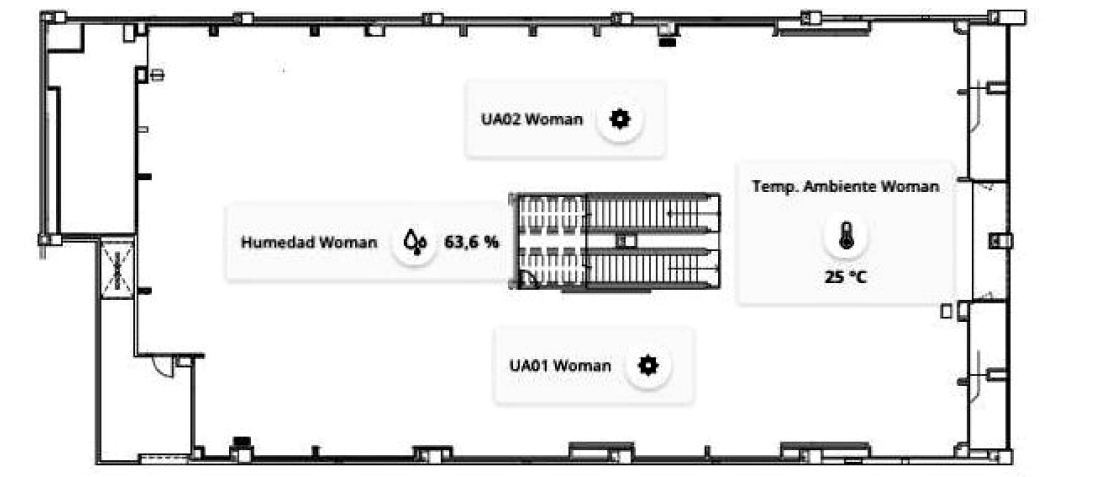 UA02 Woman
Temp. Ambiente Woman
Humedad Woman 63,6 %
25 °C
UA01 Woman